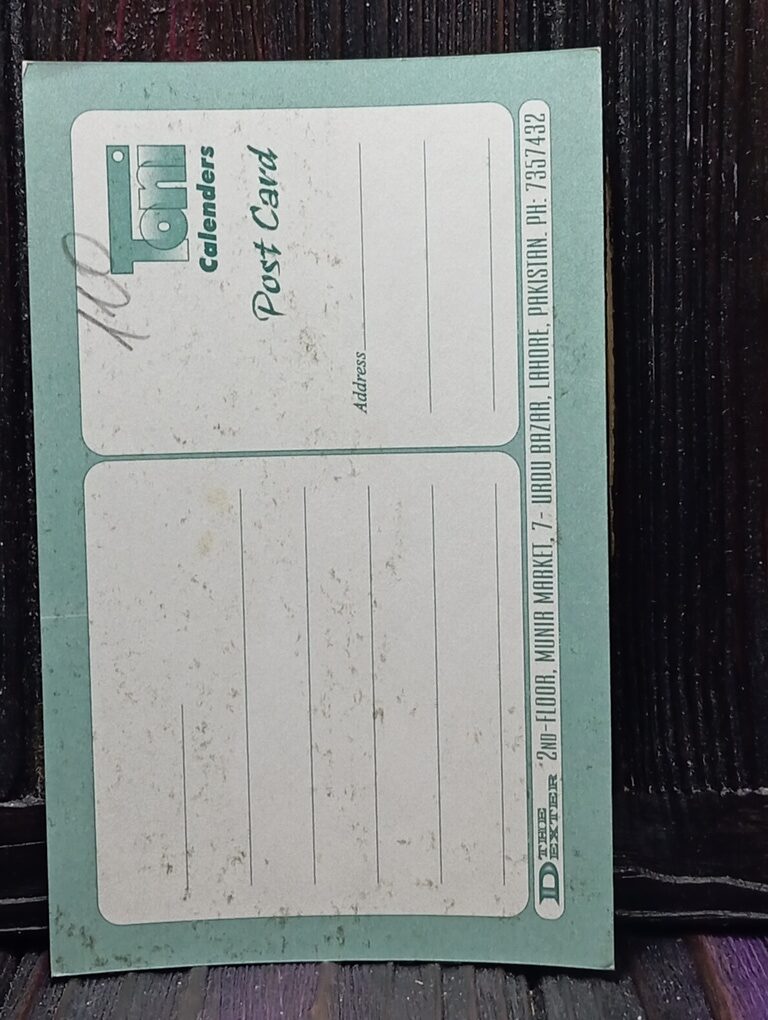 110
Toni
Calenders
Post Card
Address
THE DEXTER 2ND-FLOOR, MUNIR MARKET, 7- URDU BAZAR, LAHORE, PAKISTAN. PH: 7357432